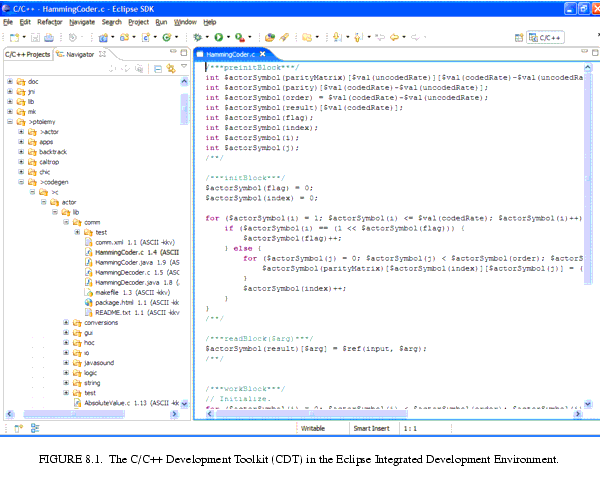 C/C++ - HammingCoder.c - Eclipse SDK
File Edit Refactor Navigate Search Project Run Window Help
C/C++
C/C++ Projects Navigator
doc
jni
lib
mk
>ptolemy
>actor
apps
backtrack
caltrop
chic
>codegen
>c
actor
lib
comm
test
comm.xml 1.1 (ASCII -kkv)
HammingCoder.c 1.4 (ASCII
HammingCoder.java 1.9 (AS
HammingDecoder.c 1.5 (ASC
HammingDecoder.java 1.8 (
makefile 1.3 (ASCII -kkv)
package.html 1.1 (ASCII -kk
README.txt 1.1 (ASCII -kkv)
conversions
gui
hoc
io
javasound
logic
string
test
AbsoluteValue.c 1.13 (ASCII -kk
HammingCoder.c
/***preinitBlock***/
int $actorSymbol(parityMatrix)[$val(uncodedRate)][$val(codedRate)-$val(uncodedRa
int $actorSymbol(parity)[$val(codedRate)-$val(uncodedRate)];
int $actorSymbol(order) = $val(codedRate)-$val(uncodedRate);
int $actorSymbol(result)[$val(codedRate)];
int $actorSymbol(flag);
int $actorSymbol(index);
int $actorSymbol(i);
int $actorSymbol(j);
/**/
/***initBlock***/
$actorSymbol(flag) = 0;
$actorSymbol(index) = 0;
for ($actorSymbol(i) = 1; $actorSymbol(i) <= $val(codedRate); $actorSymbol(i)++)
if ($actorSymbol(i) == (1 << $actorSymbol(flag))) {
$actorSymbol(flag)++;
} else {
for ($actorSymbol(j) = 0; $actorSymbol(j) < $actorSymbol(order); $actorS
$actorSymbol(parityMatrix)[$actorSymbol(index)][$actorSymbol(j)] = (
}
$actorSymbol(index)++;
}
}
/**/
/***readBlock($arg)***/
$actorSymbol(result)[$arg] = $ref(input, $arg);
/**/
/***workBlock***/
// Initialize.
for ($actorSymbol(i) = 0; $actorSymbol(i) < $actorSymbol(order); $actorSymbol(i)
Writable Smart Insert 1 : 1
FIGURE 8.1. The C/C++ Development Toolkit (CDT) in the Eclipse Integrated Development Environment.